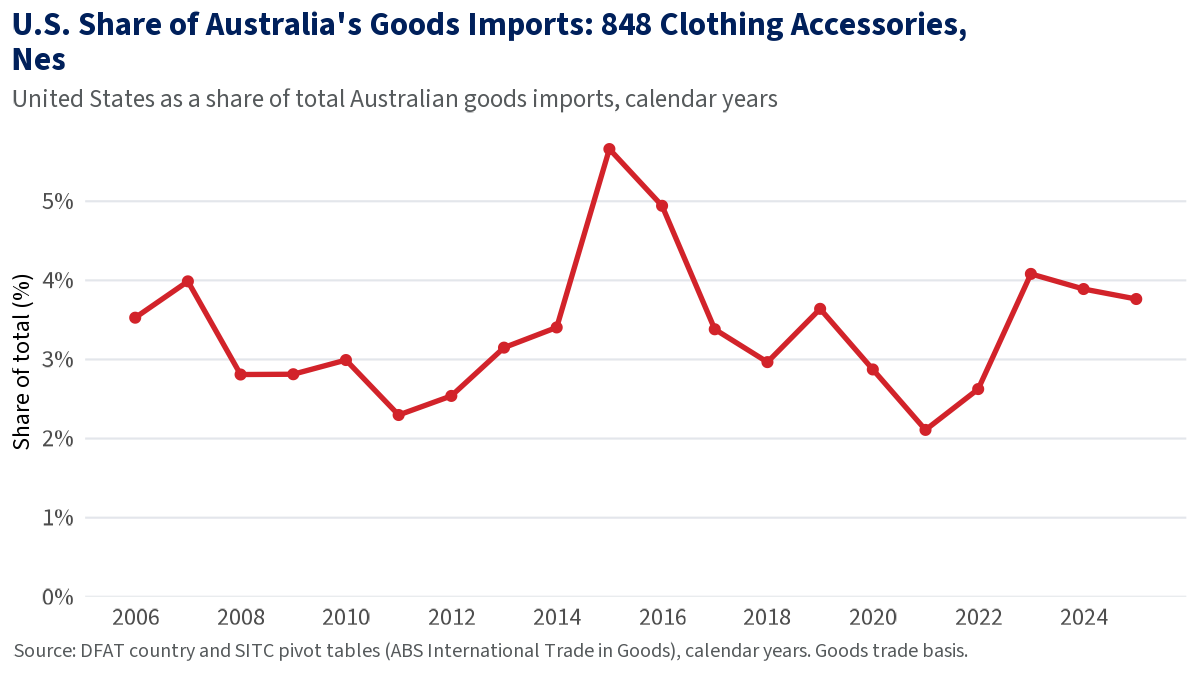 U.S. Share of Australia's Goods Imports: 848 Clothing Accessories,
Nes
United States as a share of total Australian goods imports, calendar years
Share of total (%)
5%
4%
3%
2%
1%
0%
2006 2008 2010 2012 2014 2016 2018 2020 2022 2024
Source: DFAT country and SITC pivot tables (ABS International Trade in Goods), calendar years. Goods trade basis.